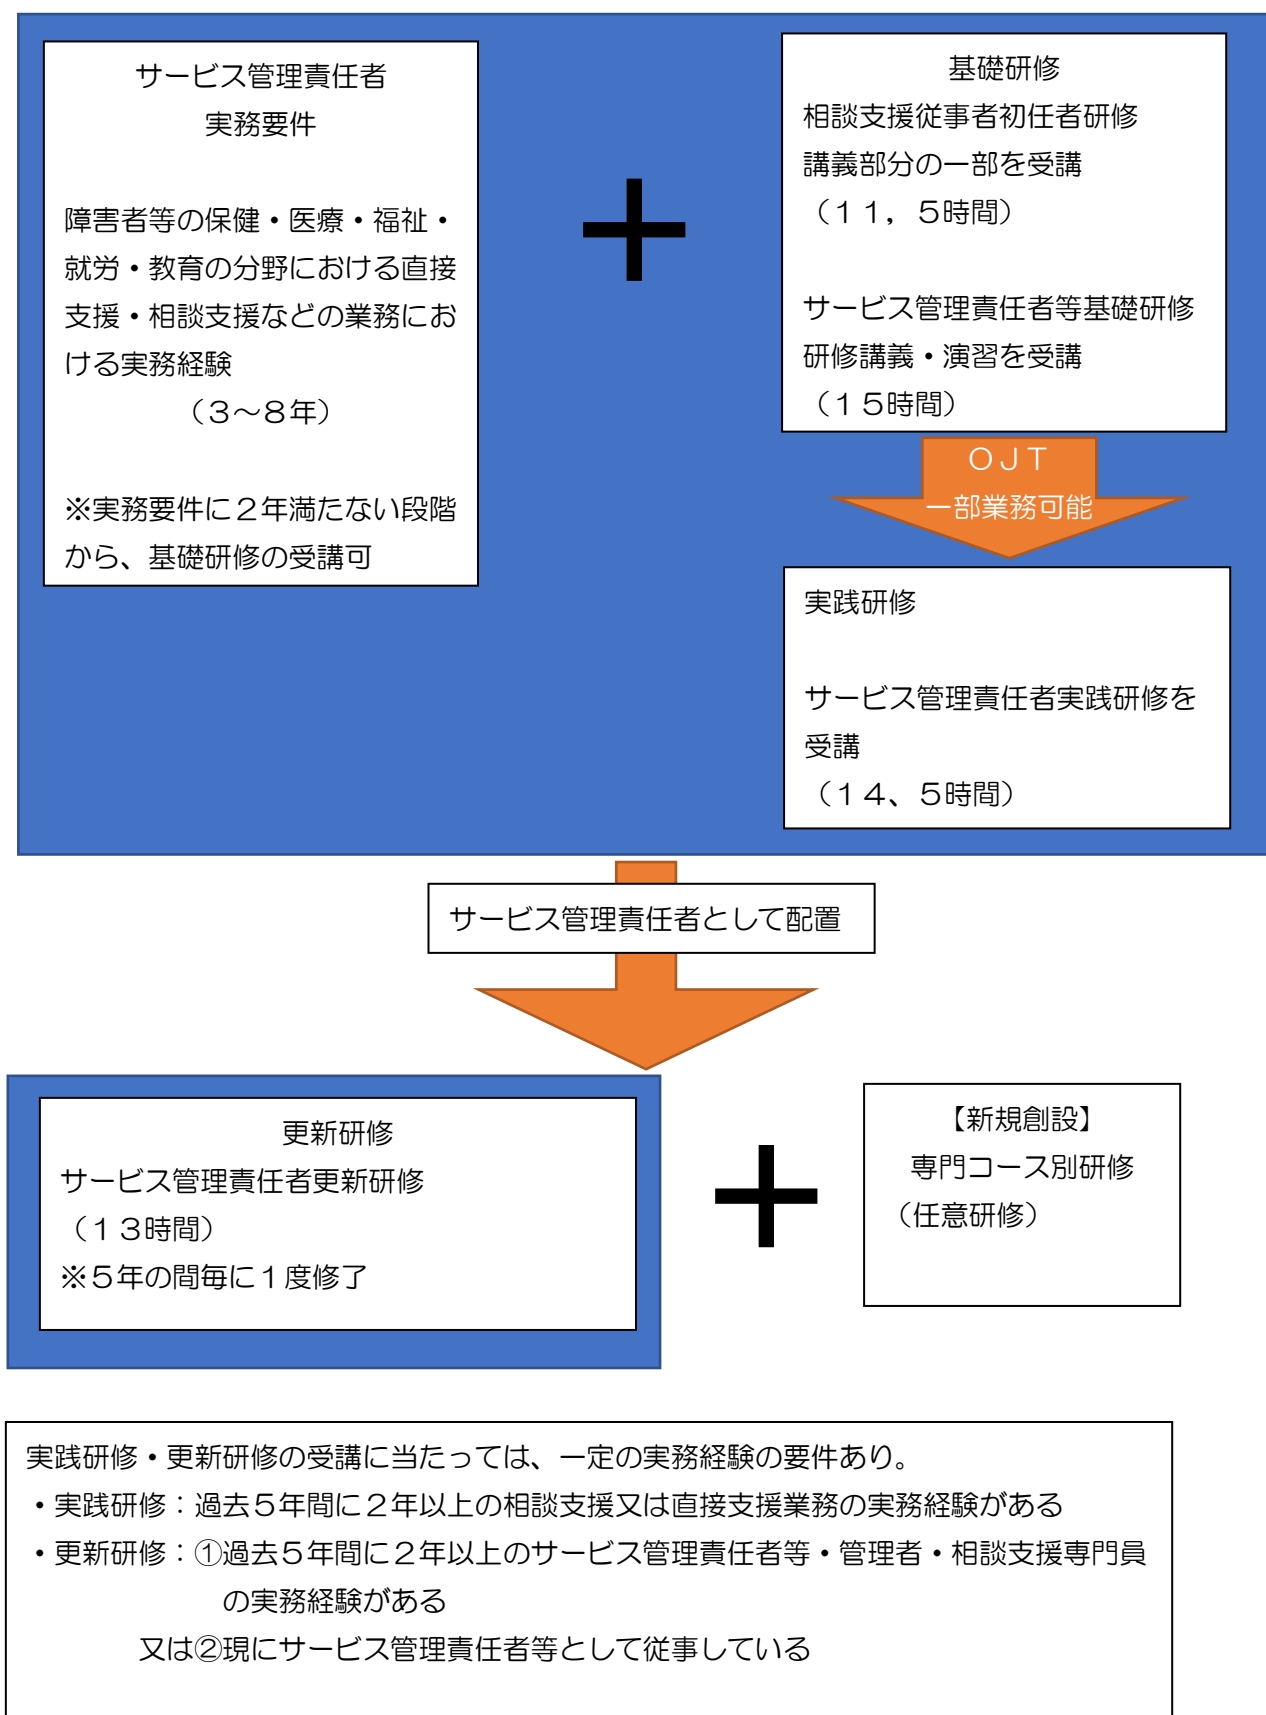 サービス管理責任者
実務要件
障害者等の保健・医療・福祉・
就労・教育の分野における直接
支援・相談支援などの業務にお
ける実務経験
（３～８年）
※実務要件に２年満たない段階
から、基礎研修の受講可
基礎研修
相談支援従事者初任者研修
講義部分の一部を受講
（１１，５時間）
サービス管理責任者等基礎研修
研修講義・演習を受講
（１５時間）
ＯＪＴ
一部業務可能
実践研修
サービス管理責任者実践研修を
受講
（１４、５時間）
サービス管理責任者として配置
更新研修
サービス管理責任者更新研修
（１３時間）
※５年の間毎に１度修了
【新規創設】
専門コース別研修
（任意研修）
実践研修・更新研修の受講に当たっては、一定の実務経験の要件あり。
・実践研修：過去５年間に２年以上の相談支援又は直接支援業務の実務経験がある
・更新研修：①過去５年間に２年以上のサービス管理責任者等・管理者・相談支援専門員
の実務経験がある
又は②現にサービス管理責任者等として従事している